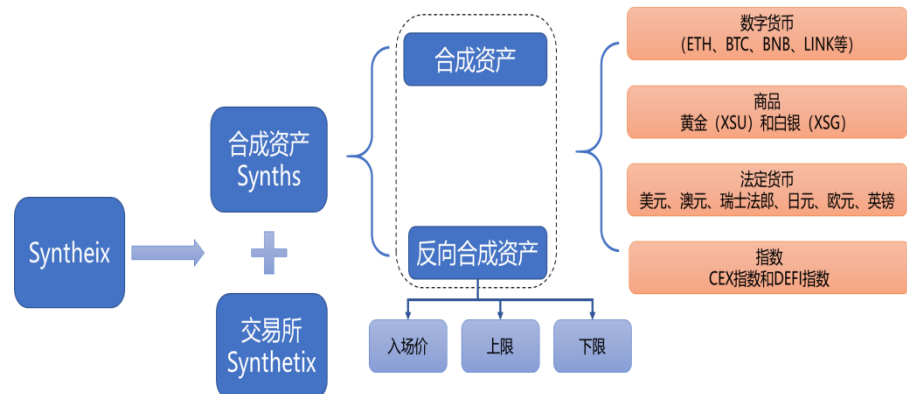 Syntheix
合成资产
Synths
交易所
Synthetix
合成资产
反向合成资产
入场价
上限
下限
数字货币
（ETH、BTC、BNB、LINK等）
商品
黄金（XSU）和白银（XSG）
法定货币
美元、澳元、瑞士法郎、日元、欧元、英镑
指数
CEX指数和DEFI指数